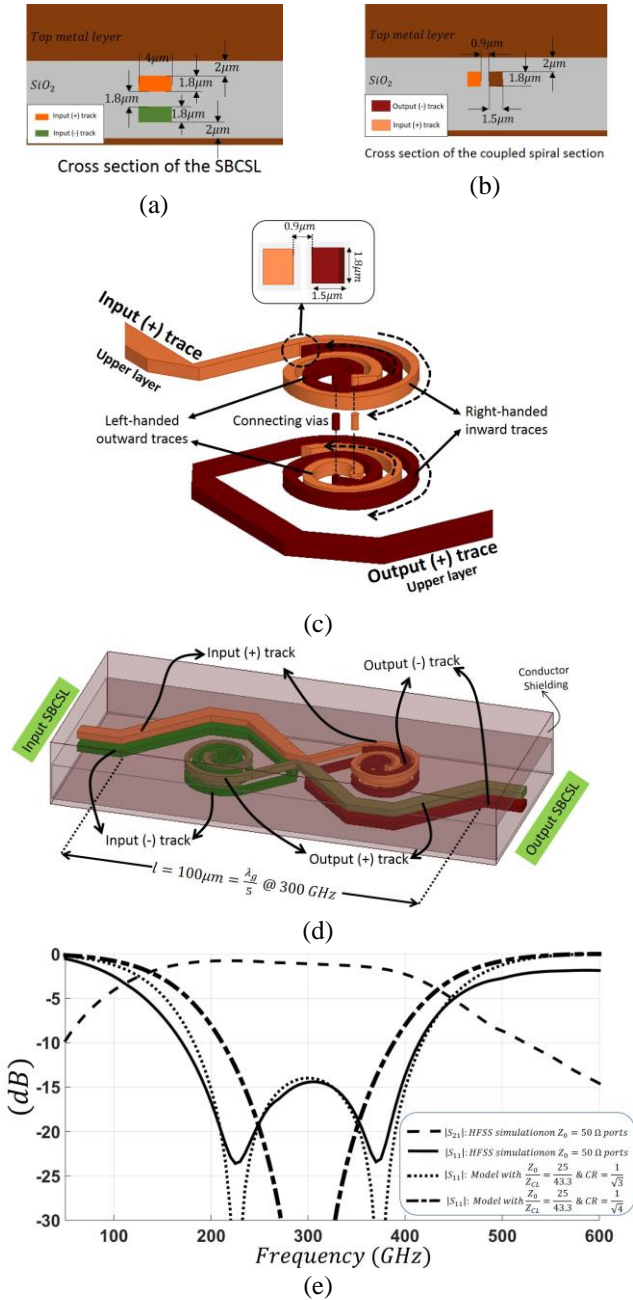 Top metal layer
4μm
2μm
SiO2
1.8μm
1.8μm
1.8μm
2μm
Input (+) track
Input (-) track
Cross section of the SBCSL
(a)
Top metal layer
0.9μm
2μm
SiO2
1.8μm
1.5μm
Output (-) track
Input (+) track
Cross section of the coupled spiral section
(b)
0.9μm
1.8μm
1.5μm
Input (+) trace
Upper layer
Left-handed
outward traces
Connecting vias
Right-handed
inward traces
Output (+) trace
Upper layer
(c)
Input (+) track
Output (-) track
Conductor
Shielding
Input SBCSL
Output SBCSL
Input (-) track
Output (+) track
l = 100μm = λg/5 @ 300 GHz
(d)
0
-5
-10
-15
-20
-25
-30
(dB)
|S21|: HFSS simulationon Z0 = 50 Ω ports
|S11|: HFSS simulationon Z0 = 50 Ω ports
|S11|: Model with Z0/ZCL = 25/43.3 & CR = 1/√3
|S11|: Model with Z0/ZCL = 25/43.3 & CR = 1/√4
100 200 300 400 500 600
Frequency (GHz)
(e)